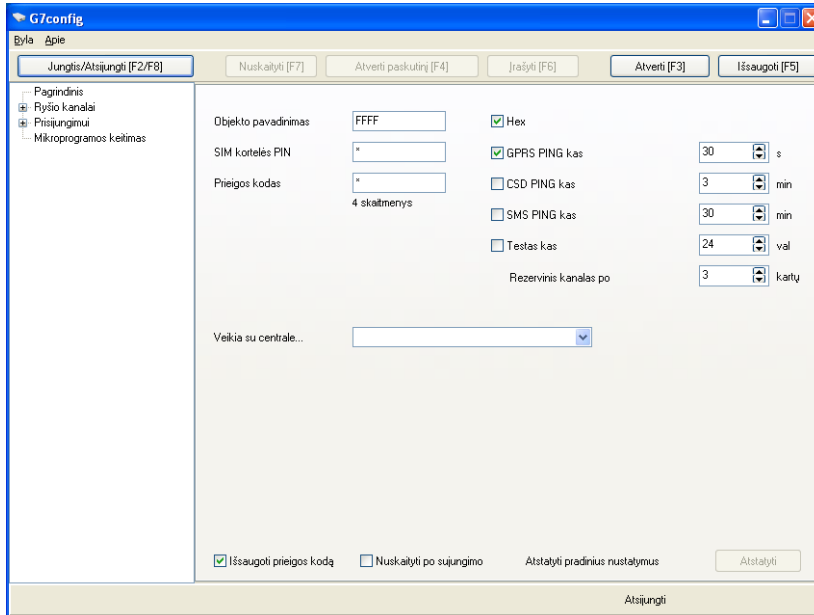 G7config
Byla Apie
Jungtis/Atsijungti [F2/F8] Nuskaityti [F7] Atverti paskutinį [F4] Įrašyti [F6] Atverti [F3] Išsaugoti [F5]
Pagrindinis
Ryšio kanalai
Prisijungimui
Mikroprogramos keitimas
Objekto pavadinimas FFFF Hex
SIM kortelės PIN * GPRS PING kas 30 s
Prieigos kodas * CSD PING kas 3 min
4 skaitmenys
SMS PING kas 30 min
Testas kas 24 val
Rezervinis kanalas po 3 kartų
Veikia su centrale...
Išsaugoti prieigos kodą Nuskaityti po sujungimo Atstatyti pradinius nustatymus Atstatyti
Atsijungti